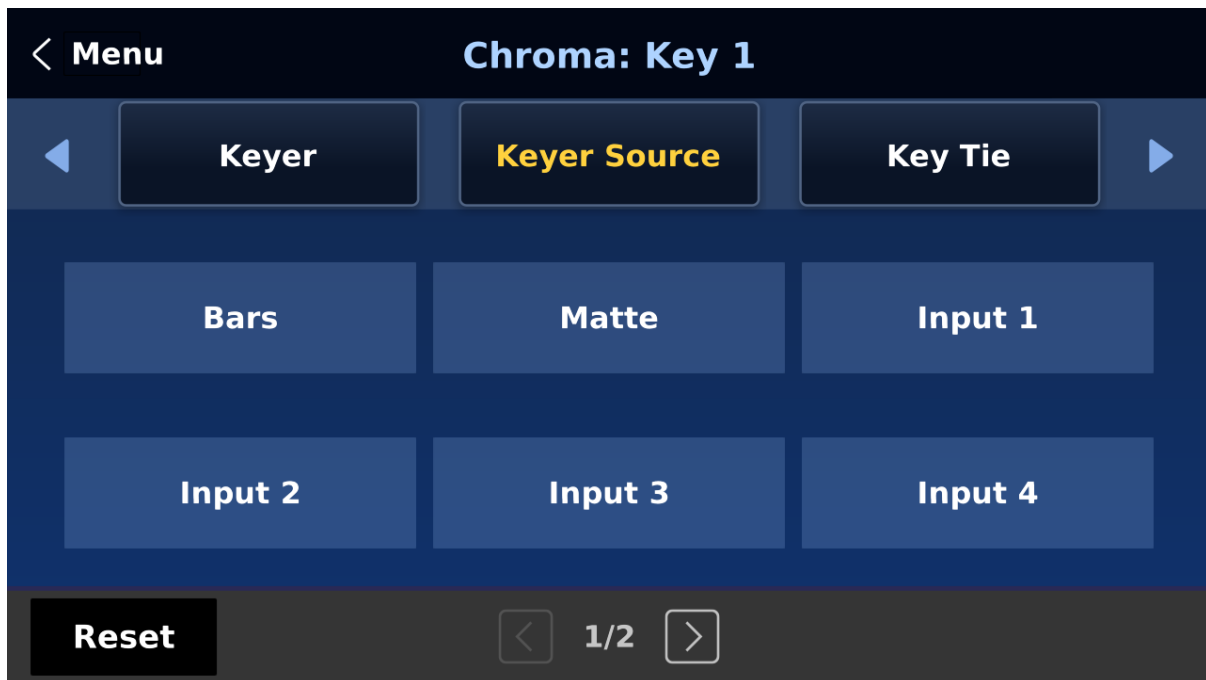 Menu
Chroma: Key 1
Keyer
Keyer Source
Key Tie
Bars
Matte
Input 1
Input 2
Input 3
Input 4
Reset
1/2